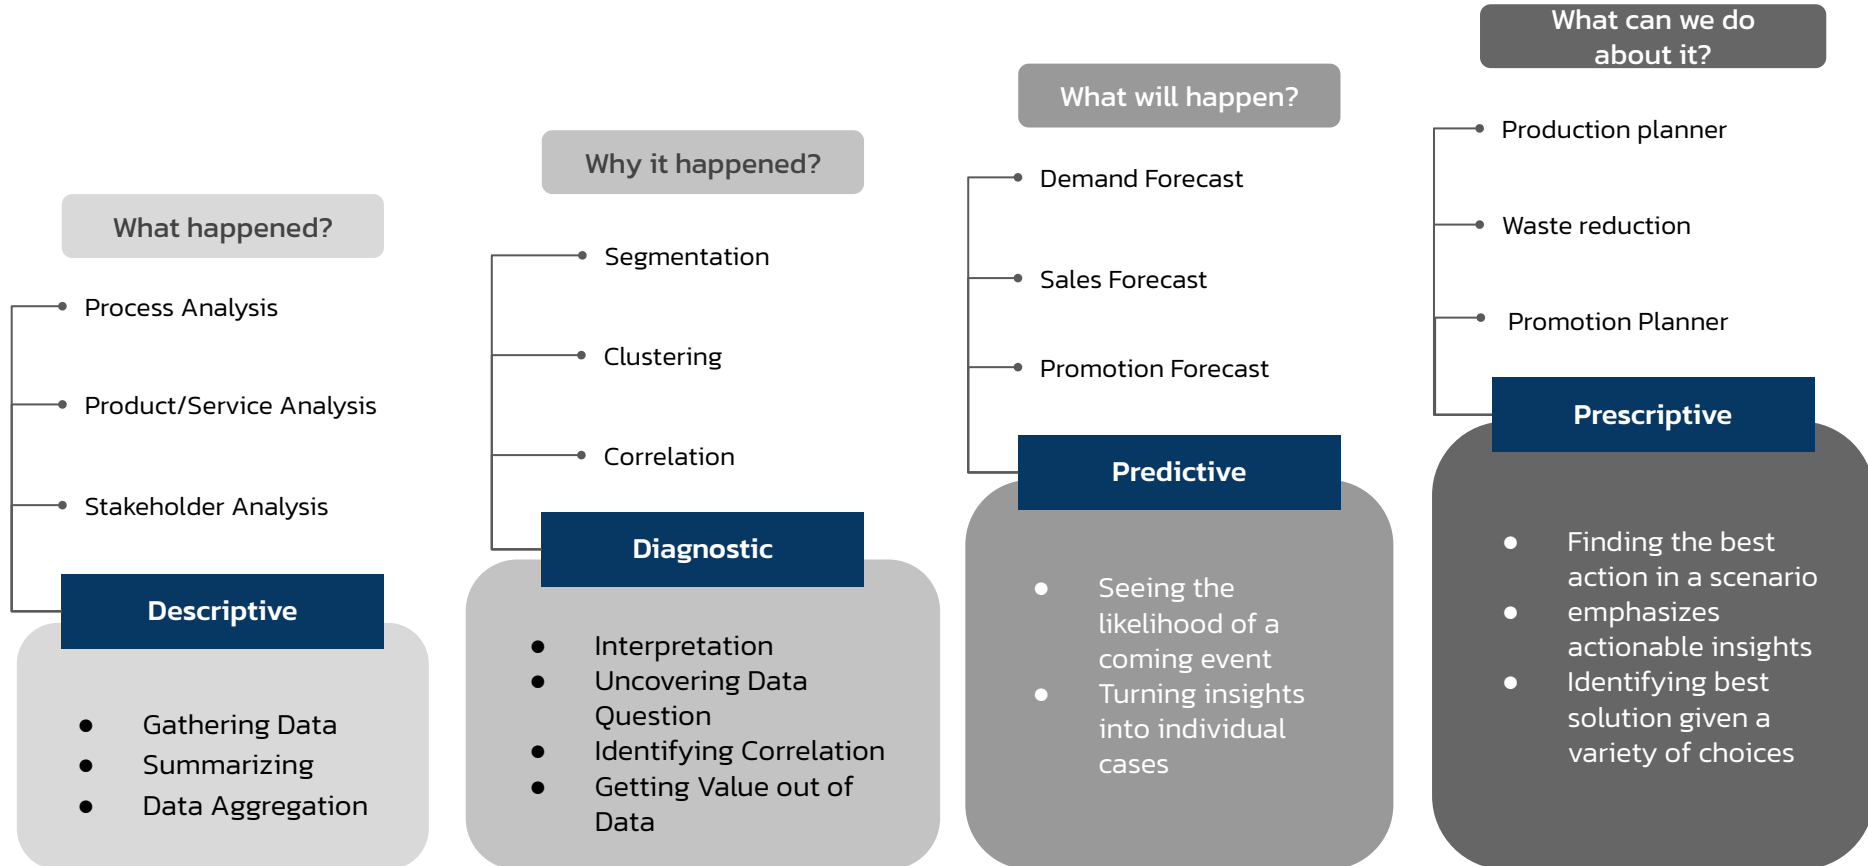 What happened?
Process Analysis
Product/Service Analysis
Stakeholder Analysis
Descriptive
● Gathering Data
● Summarizing
● Data Aggregation
Why it happened?
Segmentation
Clustering
Correlation
Diagnostic
● Interpretation
● Uncovering Data
Question
● Identifying Correlation
● Getting Value out of
Data
What will happen?
Demand Forecast
Sales Forecast
Promotion Forecast
Predictive
● Seeing the
likelihood of a
coming event
● Turning insights
into individual
cases
What can we do
about it?
Production planner
Waste reduction
Promotion Planner
Prescriptive
● Finding the best
action in a scenario
● emphasizes
actionable insights
● Identifying best
solution given a
variety of choices